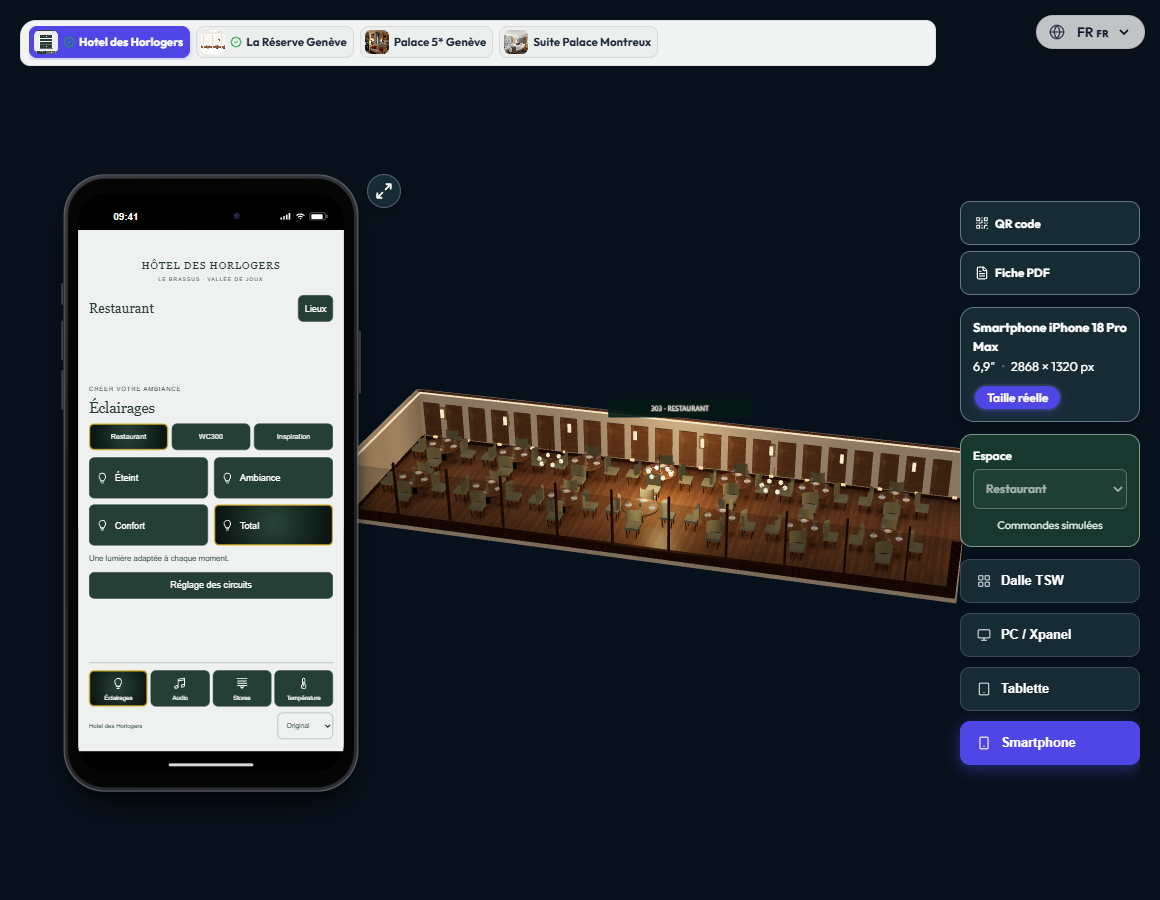 Hotel des Horlogers
La Réserve Genève
Palace 5* Genève
Suite Palace Montreux
FR FR
09:41
HÔTEL DES HORLOGERS
LE BRASSUS · VALLÉE DE JOUX
Restaurant
Lieux
CRÉER VOTRE AMBIANCE
Éclairages
Restaurant
WC300
Inspiration
Éteint
Ambiance
Confort
Total
Une lumière adaptée à chaque moment.
Réglage des circuits
Éclairages
Audio
Stores
Température
Hotel des Horlogers
Original
303 - RESTAURANT
QR code
Fiche PDF
Smartphone iPhone 18 Pro
Max
6,9" · 2868 × 1320 px
Taille réelle
Espace
Restaurant
Commandes simulées
Dalle TSW
PC / Xpanel
Tablette
Smartphone